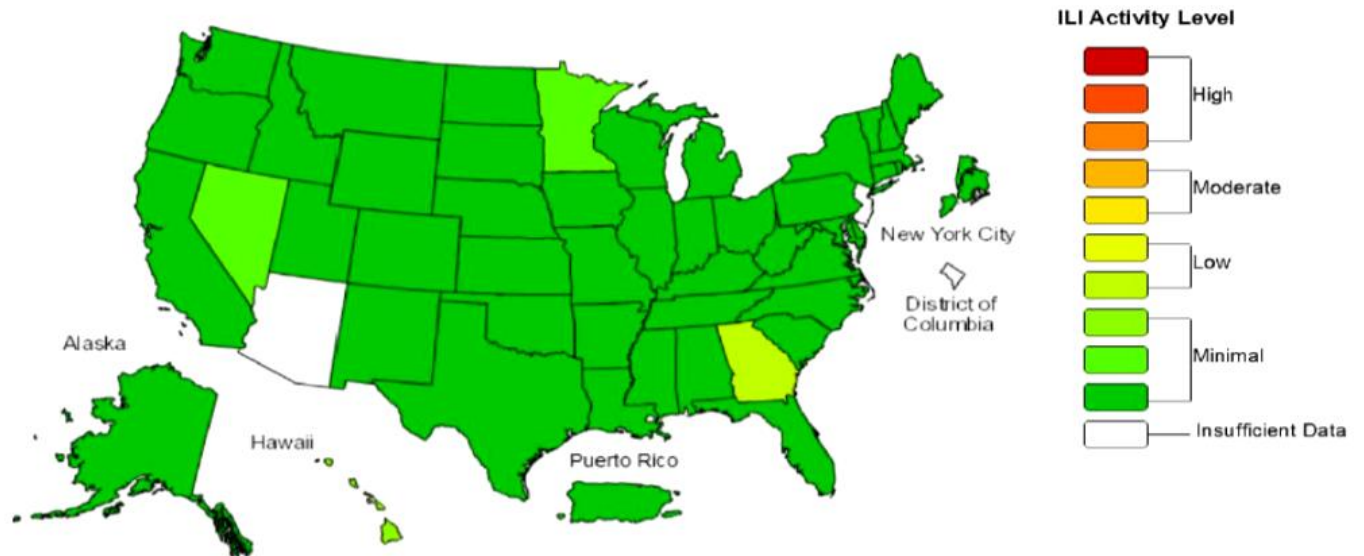 ILI Activity Level
High
Moderate
New York City
Low
District of
Columbia
Alaska
Minimal
Insufficient Data
Hawaii
Puerto Rico